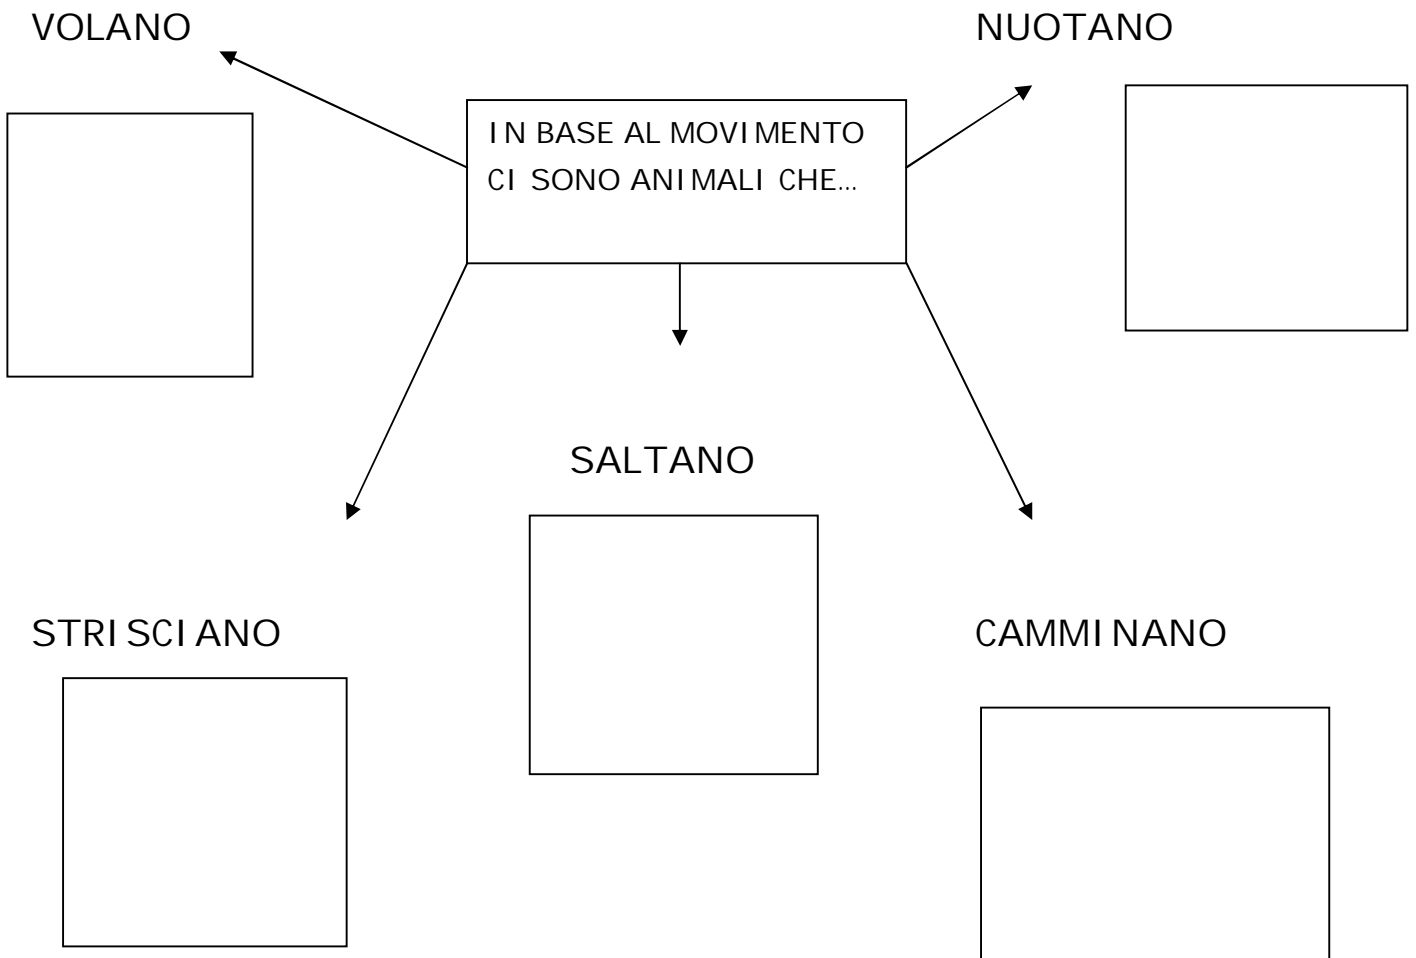 VOLANO
NUOTANO
IN BASE AL MOVIMENTO
CI SONO ANIMALI CHE...
SALTANO
STRISCIANO
CAMMINANO